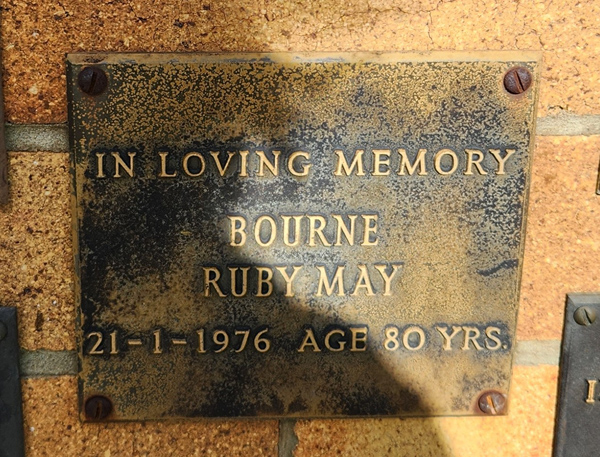 IN LOVING MEMORY
BOURNE
RUBY MAY
21-1-1976 AGE 80 YRS.